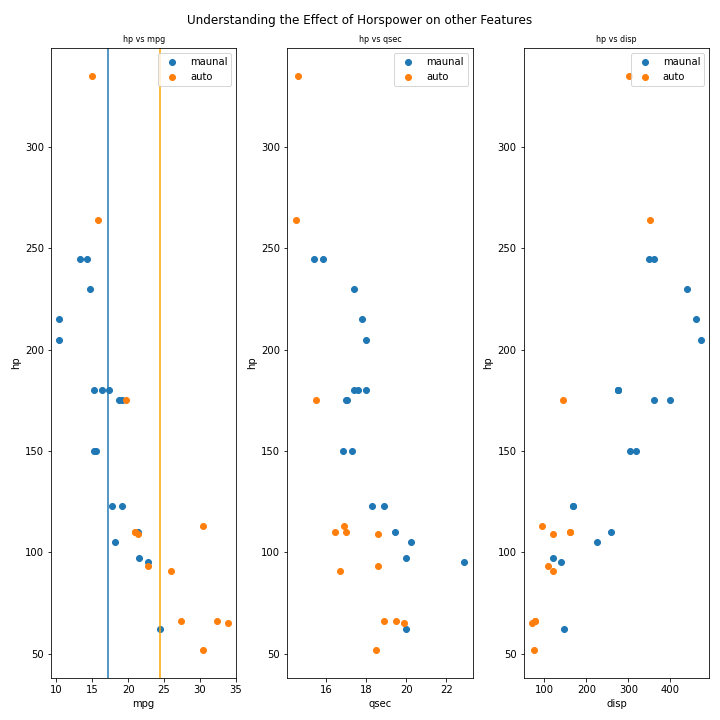 Understanding the Effect of Horspower on other Features
hp vs mpg
hp vs qsec
hp vs disp
maunal
auto
maunal
auto
maunal
auto
hp
300
250
200
150
100
50
10 15 20 25 30 35
mpg
hp
300
250
200
150
100
50
16 18 20 22
qsec
hp
300
250
200
150
100
50
100 200 300 400
disp